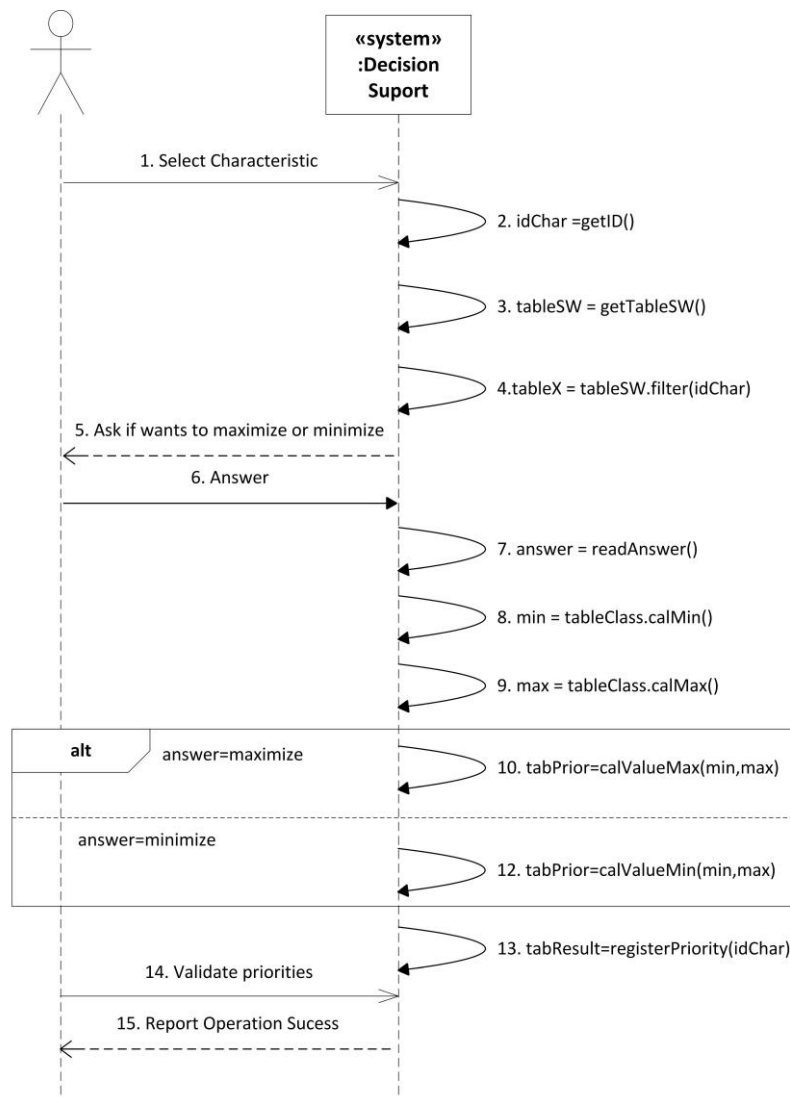 «system»
:Decision
Suport
1. Select Characteristic
2. idChar =getID()
3. tableSW = getTableSW()
4.tableX = tableSW.filter(idChar)
5. Ask if wants to maximize or minimize
6. Answer
7. answer = readAnswer()
8. min = tableClass.calMin()
9. max = tableClass.calMax()
alt
answer=maximize
10. tabPrior=calValueMax(min,max)
answer=minimize
12. tabPrior=calValueMin(min,max)
13. tabResult=registerPriority(idChar)
14. Validate priorities
15. Report Operation Sucess